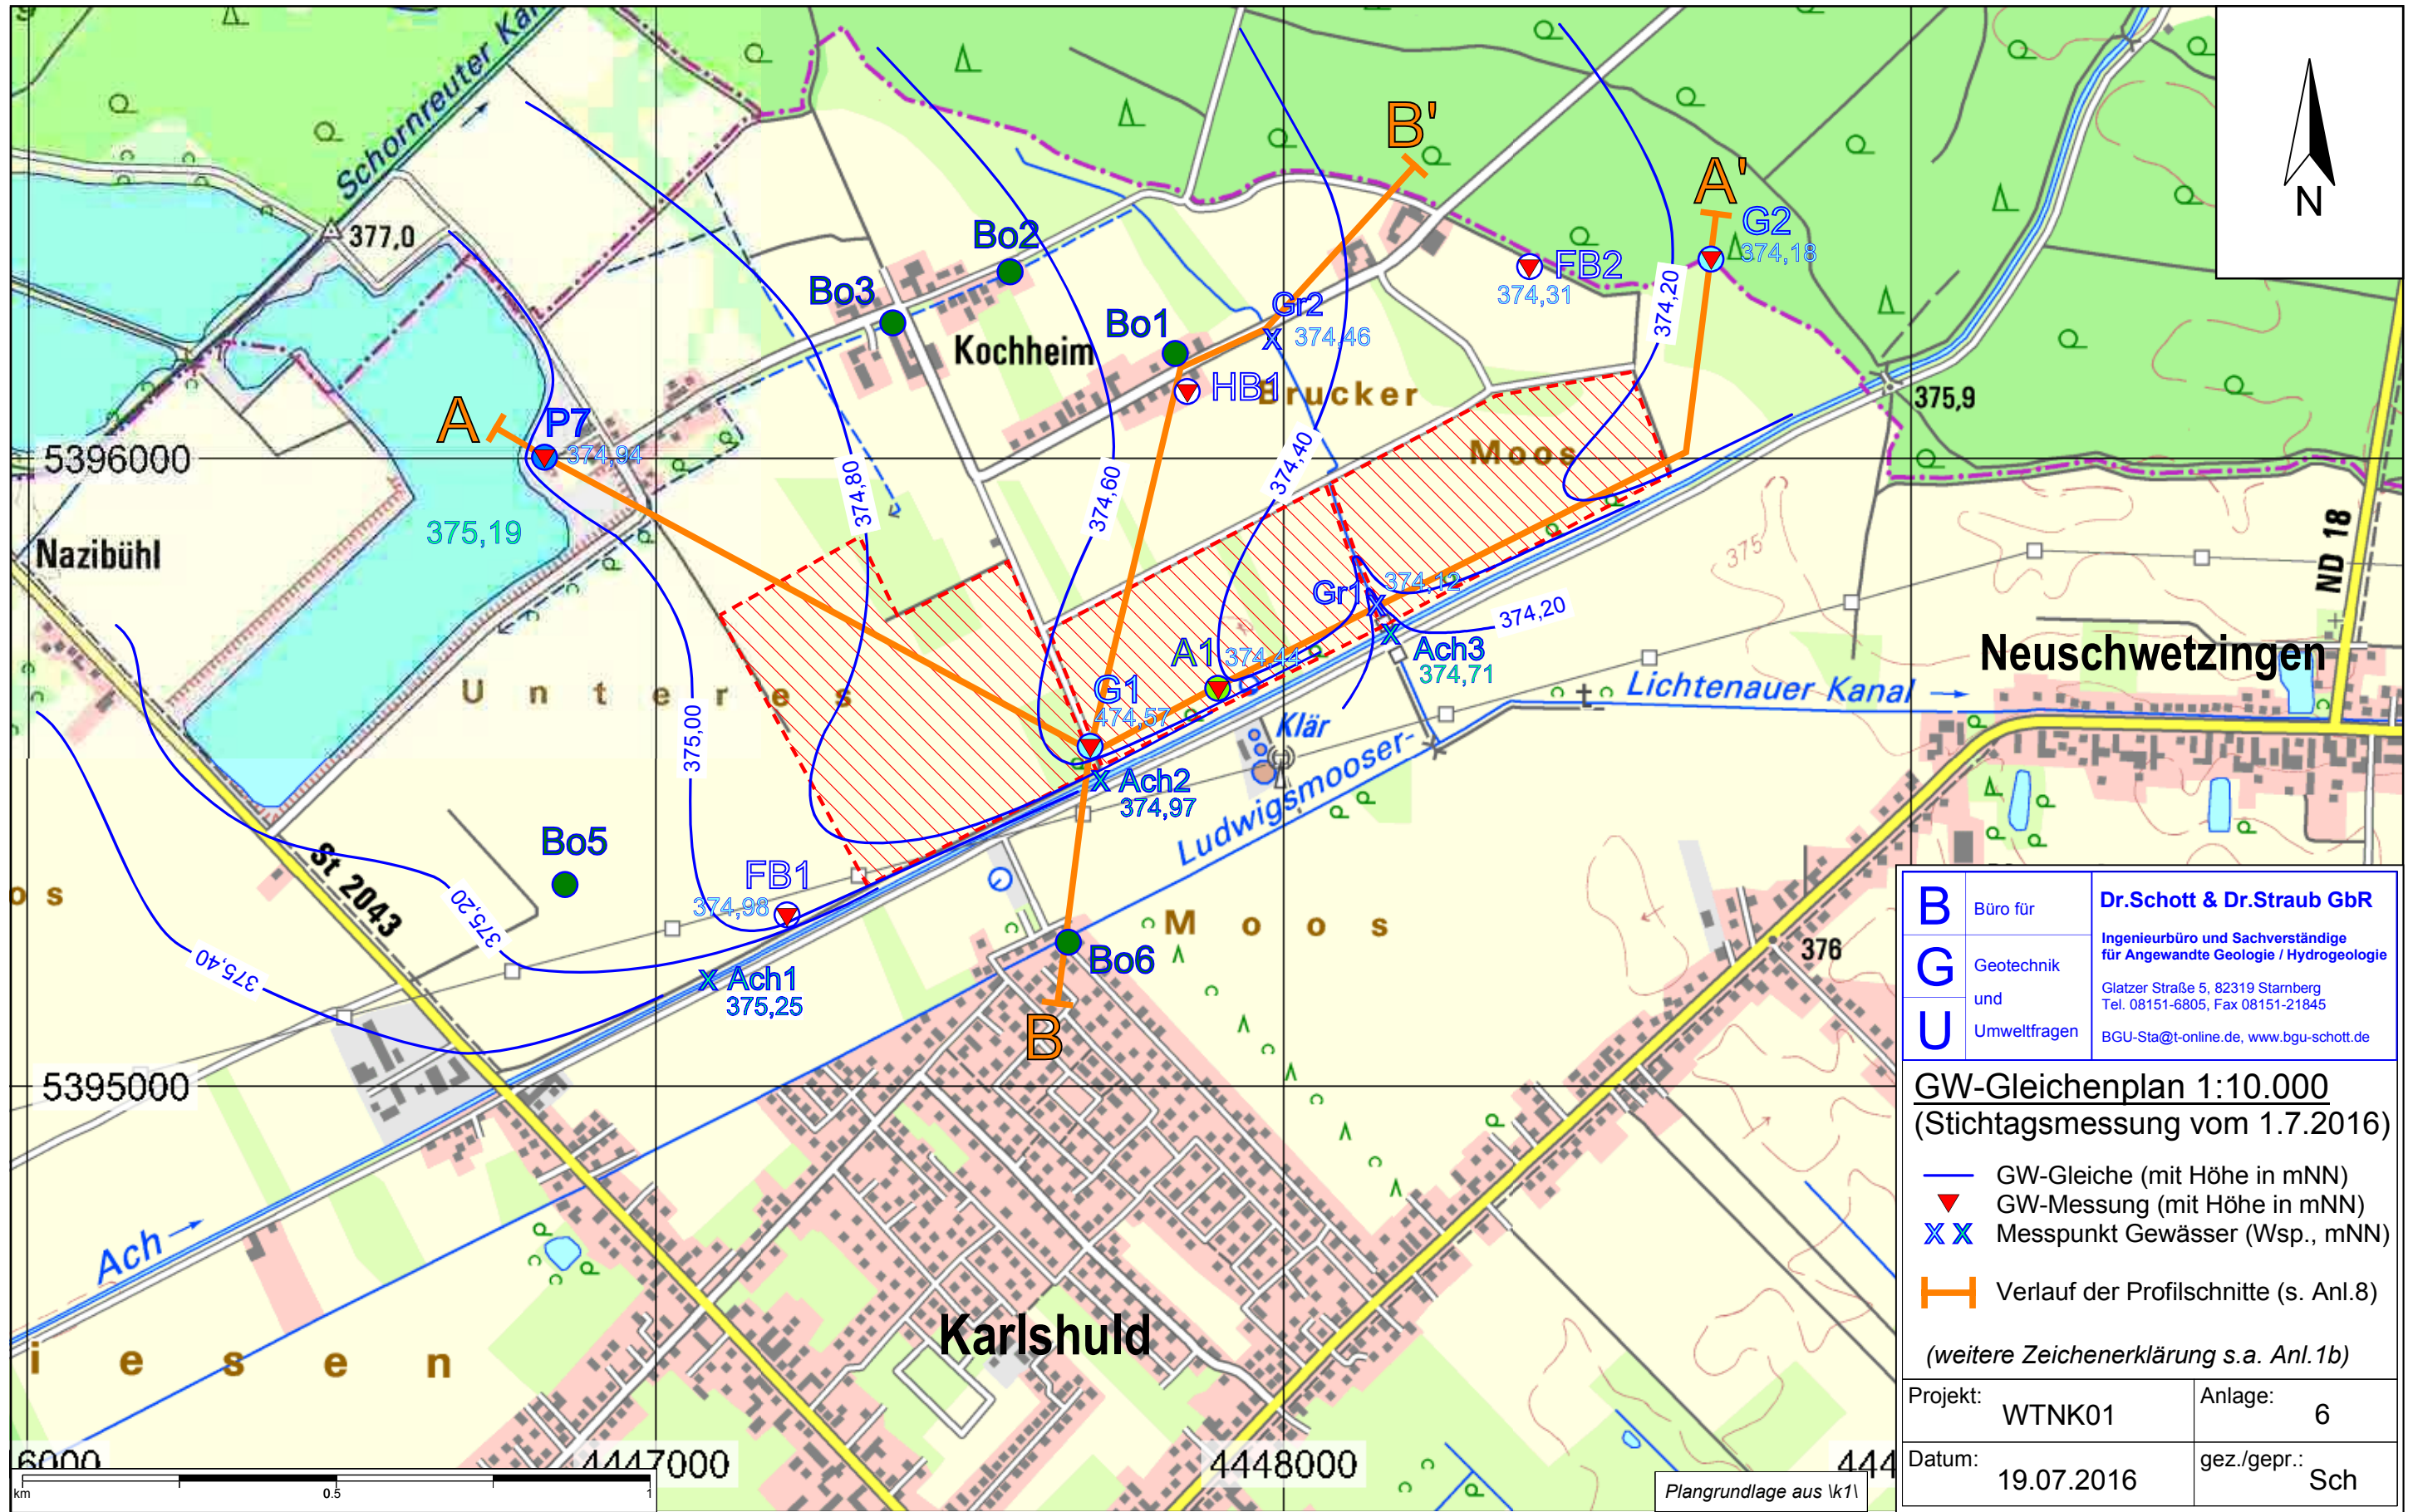 Schornreuter Kan
377,0
B'
A'
G2
374,18
N
Bo2
FB2
374,31
Bo3
Gr2
374,46
374,20
Bo1
Kochheim
HB1
Brucker
375,9
A
P7
374,94
5396000
374,80
374,60
374,40
Moos
375,19
Nazibühl
375
ND 18
Gr1
374,12
374,20
Unteres
A1
374,44
Ach3
374,71
Neuschwetzingen
G1
474,57
375,00
Lichtenauer Kanal
Klär
Ludwigsmooser-
Ach2
374,97
St 2043
Bo5
FB1
374,98
375,20
os
Moos
376
375,40
Bo6
Ach1
375,25
B
5395000
Ach
Karlshuld
iesen
6000
4447000
4448000
444
km
0.5
1
Plangrundlage aus \k1\
B Büro für
G Geotechnik
und
U Umweltfragen
Dr.Schott & Dr.Straub GbR
Ingenieurbüro und Sachverständige
für Angewandte Geologie / Hydrogeologie
Glatzer Straße 5, 82319 Starnberg
Tel. 08151-6805, Fax 08151-21845
BGU-Sta@t-online.de, www.bgu-schott.de
GW-Gleichenplan 1:10.000
(Stichtagsmessung vom 1.7.2016)
GW-Gleiche (mit Höhe in mNN)
GW-Messung (mit Höhe in mNN)
X X Messpunkt Gewässer (Wsp., mNN)
Verlauf der Profilschnitte (s. Anl.8)
(weitere Zeichenerklärung s.a. Anl.1b)
Projekt: WTNK01
Anlage: 6
Datum: 19.07.2016
gez./gepr.: Sch